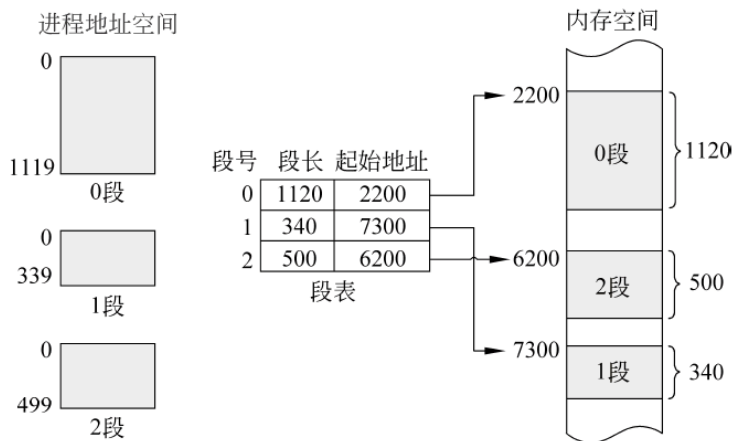 进程地址空间
0
1119
0段
0
339
1段
0
499
2段
段号 段长 起始地址
0 1120 2200
1 340 7300
2 500 6200
段表
内存空间
2200
0段
1120
6200
2段
500
7300
1段
340